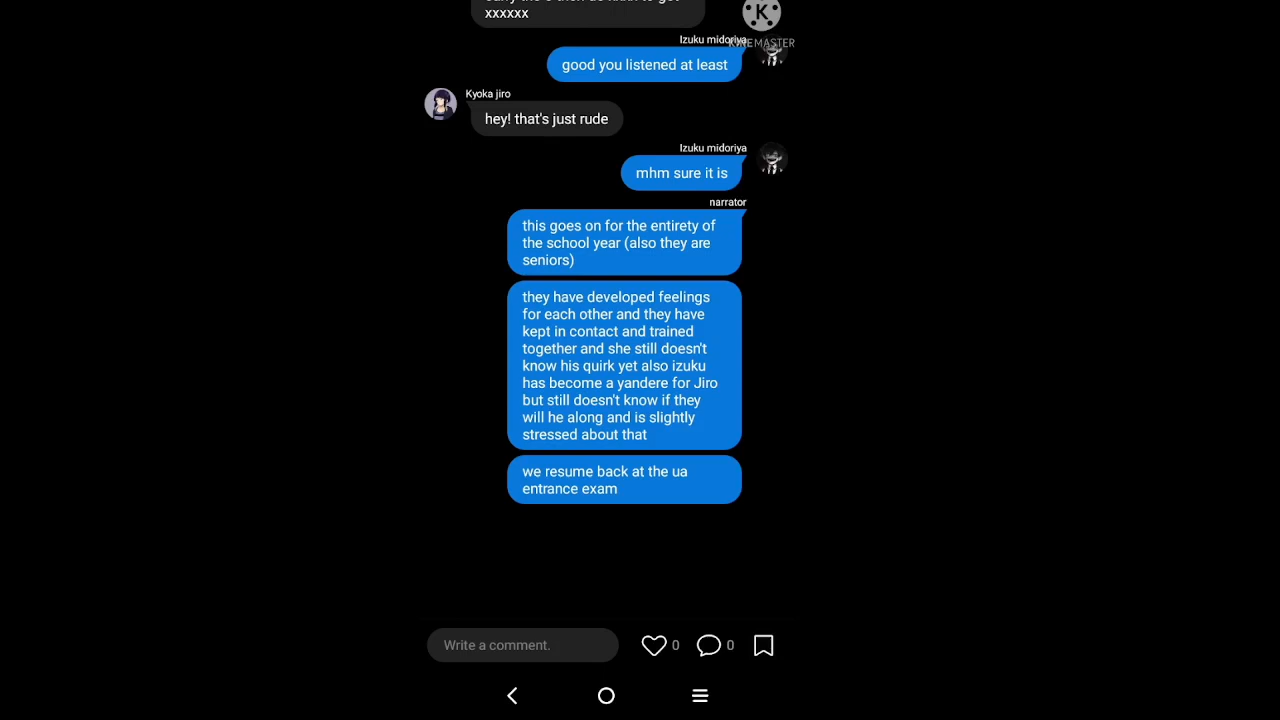 xxxxxx
K
Izuku midoriya
KINEMASTER
good you listened at least
Kyoka jiro
hey! that's just rude
Izuku midoriya
mhm sure it is
narrator
this goes on for the entirety of
the school year (also they are
seniors)
they have developed feelings
for each other and they have
kept in contact and trained
together and she still doesn't
know his quirk yet also izuku
has become a yandere for Jiro
but still doesn't know if they
will he along and is slightly
stressed about that
we resume back at the ua
entrance exam
Write a comment.
0
0